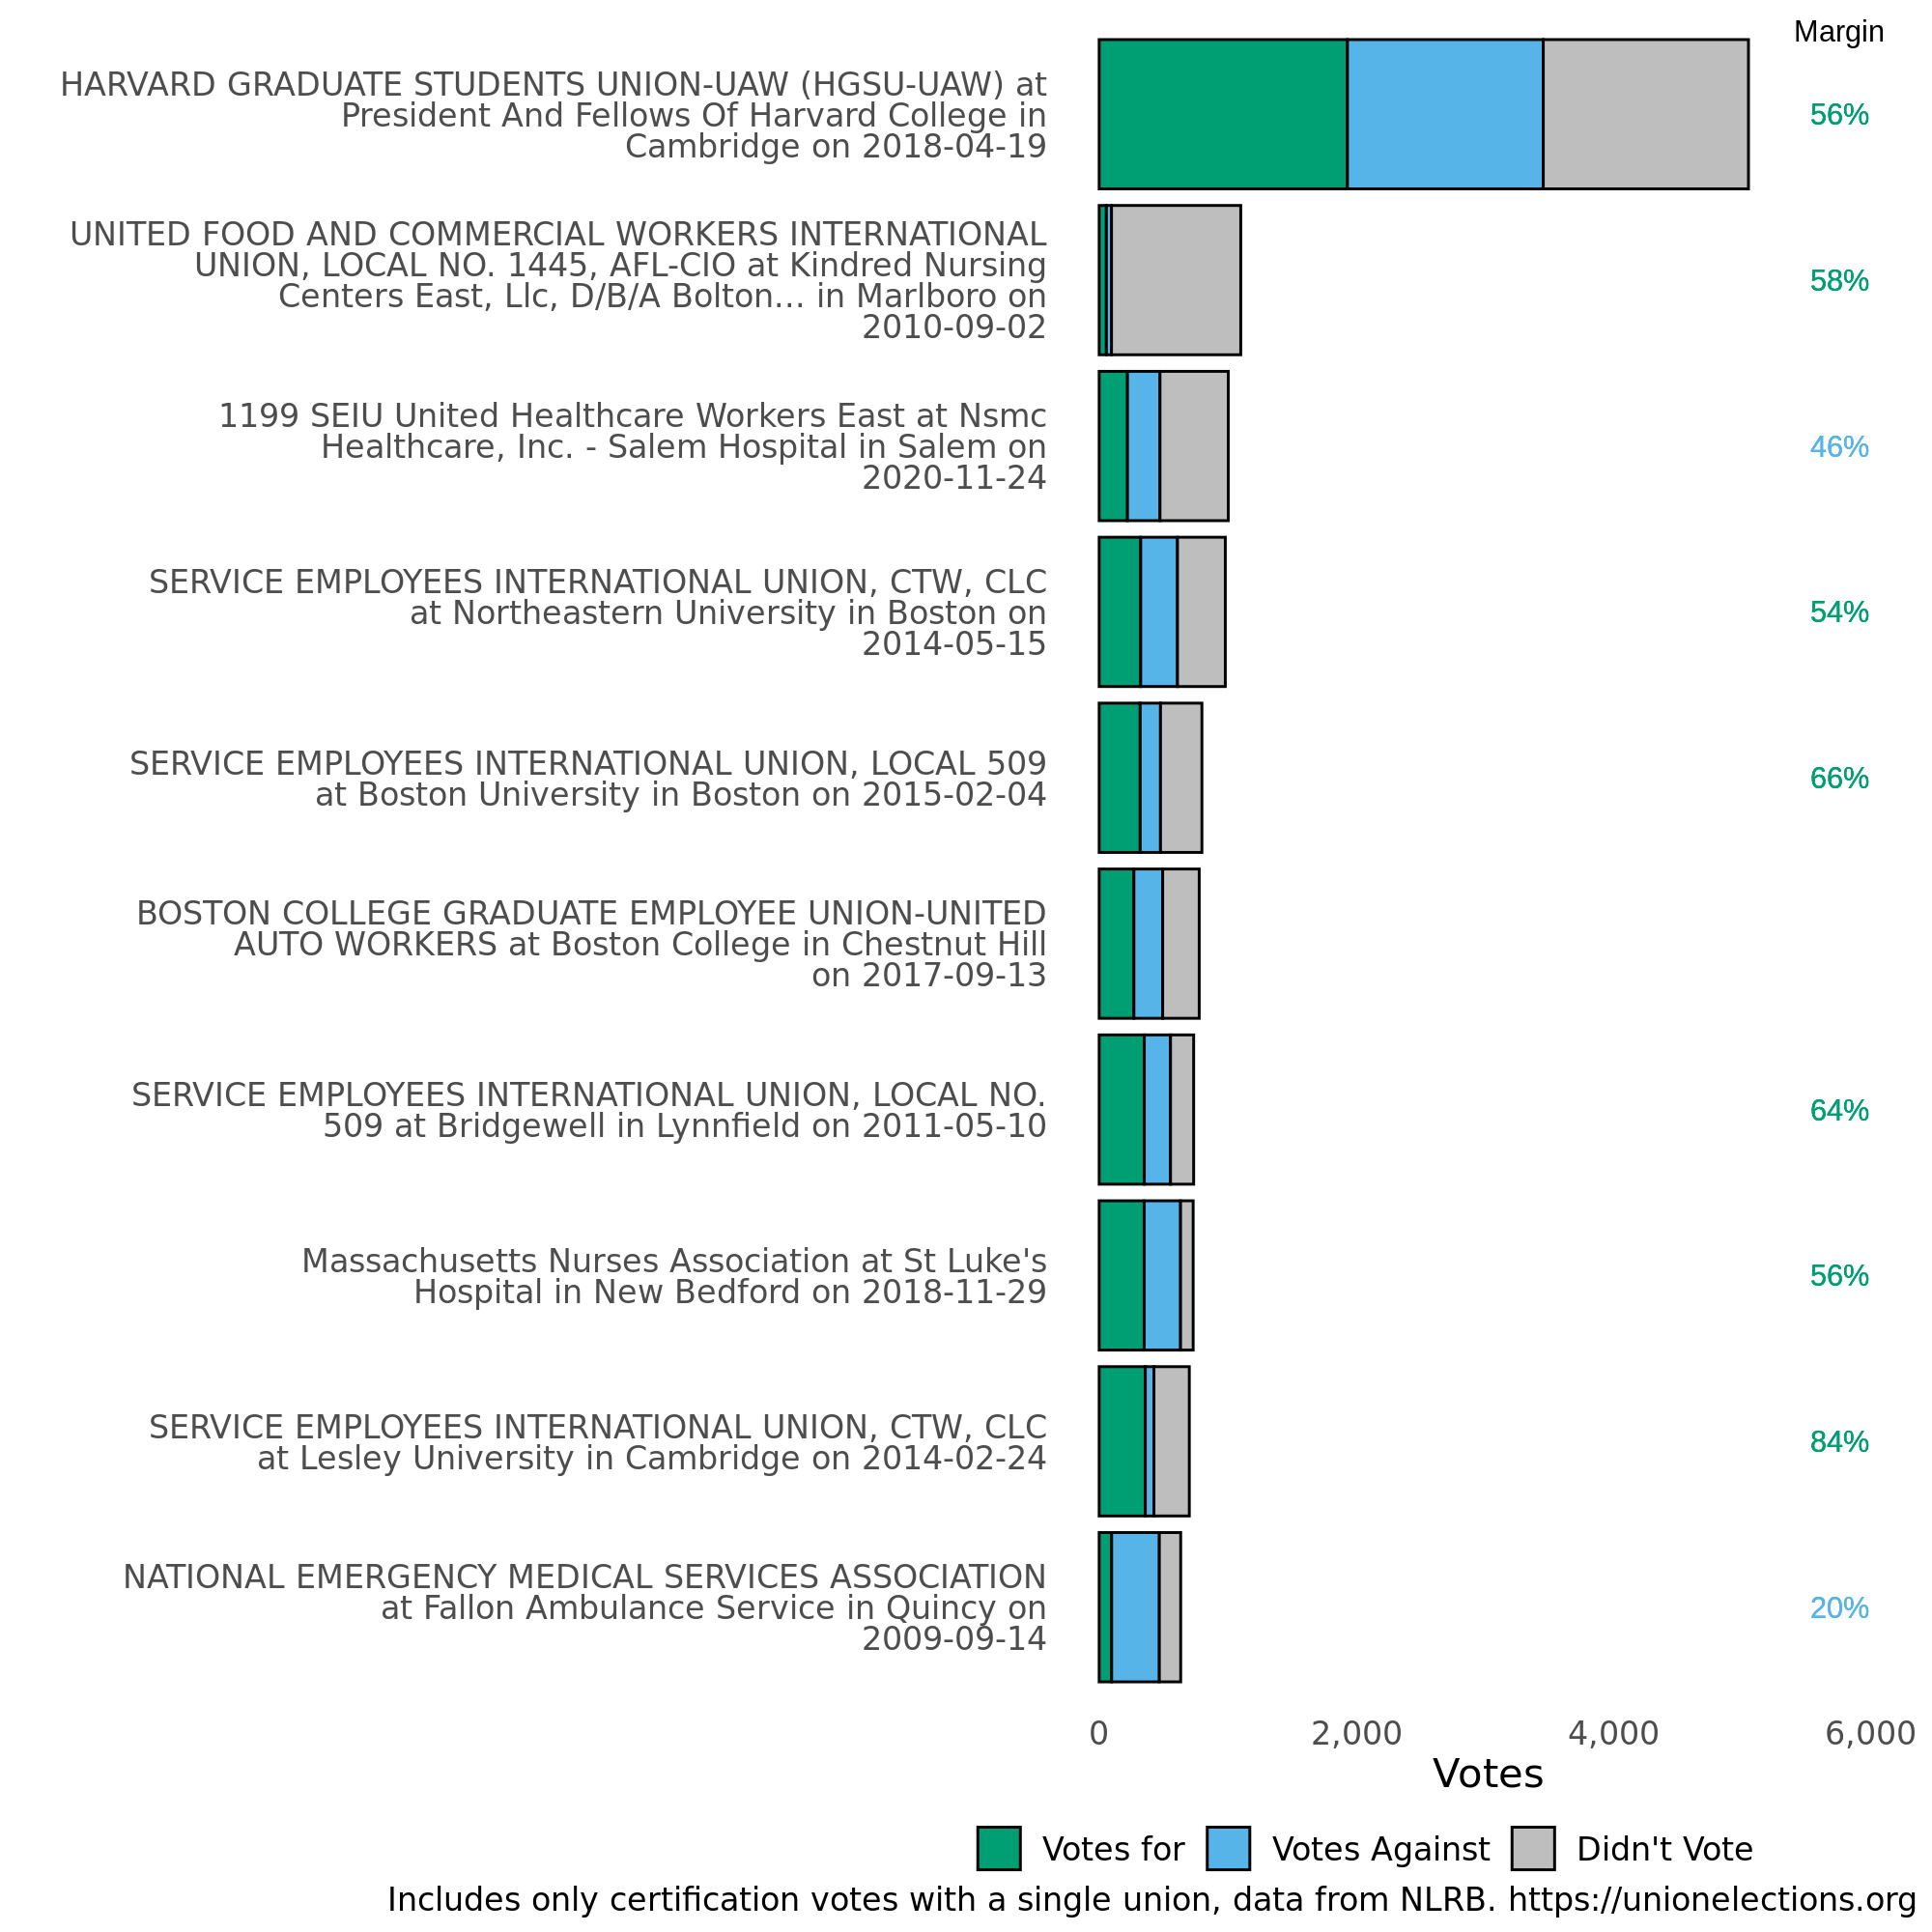 Margin
HARVARD GRADUATE STUDENTS UNION-UAW (HGSU-UAW) at
President And Fellows Of Harvard College in
Cambridge on 2018-04-19
56%
UNITED FOOD AND COMMERCIAL WORKERS INTERNATIONAL
UNION, LOCAL NO. 1445, AFL-CIO at Kindred Nursing
Centers East, Llc, D/B/A Bolton... in Marlboro on
2010-09-02
58%
1199 SEIU United Healthcare Workers East at Nsmc
Healthcare, Inc. - Salem Hospital in Salem on
2020-11-24
46%
SERVICE EMPLOYEES INTERNATIONAL UNION, CTW, CLC
at Northeastern University in Boston on
2014-05-15
54%
SERVICE EMPLOYEES INTERNATIONAL UNION, LOCAL 509
at Boston University in Boston on 2015-02-04
66%
BOSTON COLLEGE GRADUATE EMPLOYEE UNION-UNITED
AUTO WORKERS at Boston College in Chestnut Hill
on 2017-09-13
SERVICE EMPLOYEES INTERNATIONAL UNION, LOCAL NO.
509 at Bridgewell in Lynnfield on 2011-05-10
64%
Massachusetts Nurses Association at St Luke's
Hospital in New Bedford on 2018-11-29
56%
SERVICE EMPLOYEES INTERNATIONAL UNION, CTW, CLC
at Lesley University in Cambridge on 2014-02-24
84%
NATIONAL EMERGENCY MEDICAL SERVICES ASSOCIATION
at Fallon Ambulance Service in Quincy on
2009-09-14
20%
0 2,000 4,000 6,000
Votes
Votes for Votes Against Didn't Vote
Includes only certification votes with a single union, data from NLRB. https://unionelections.org